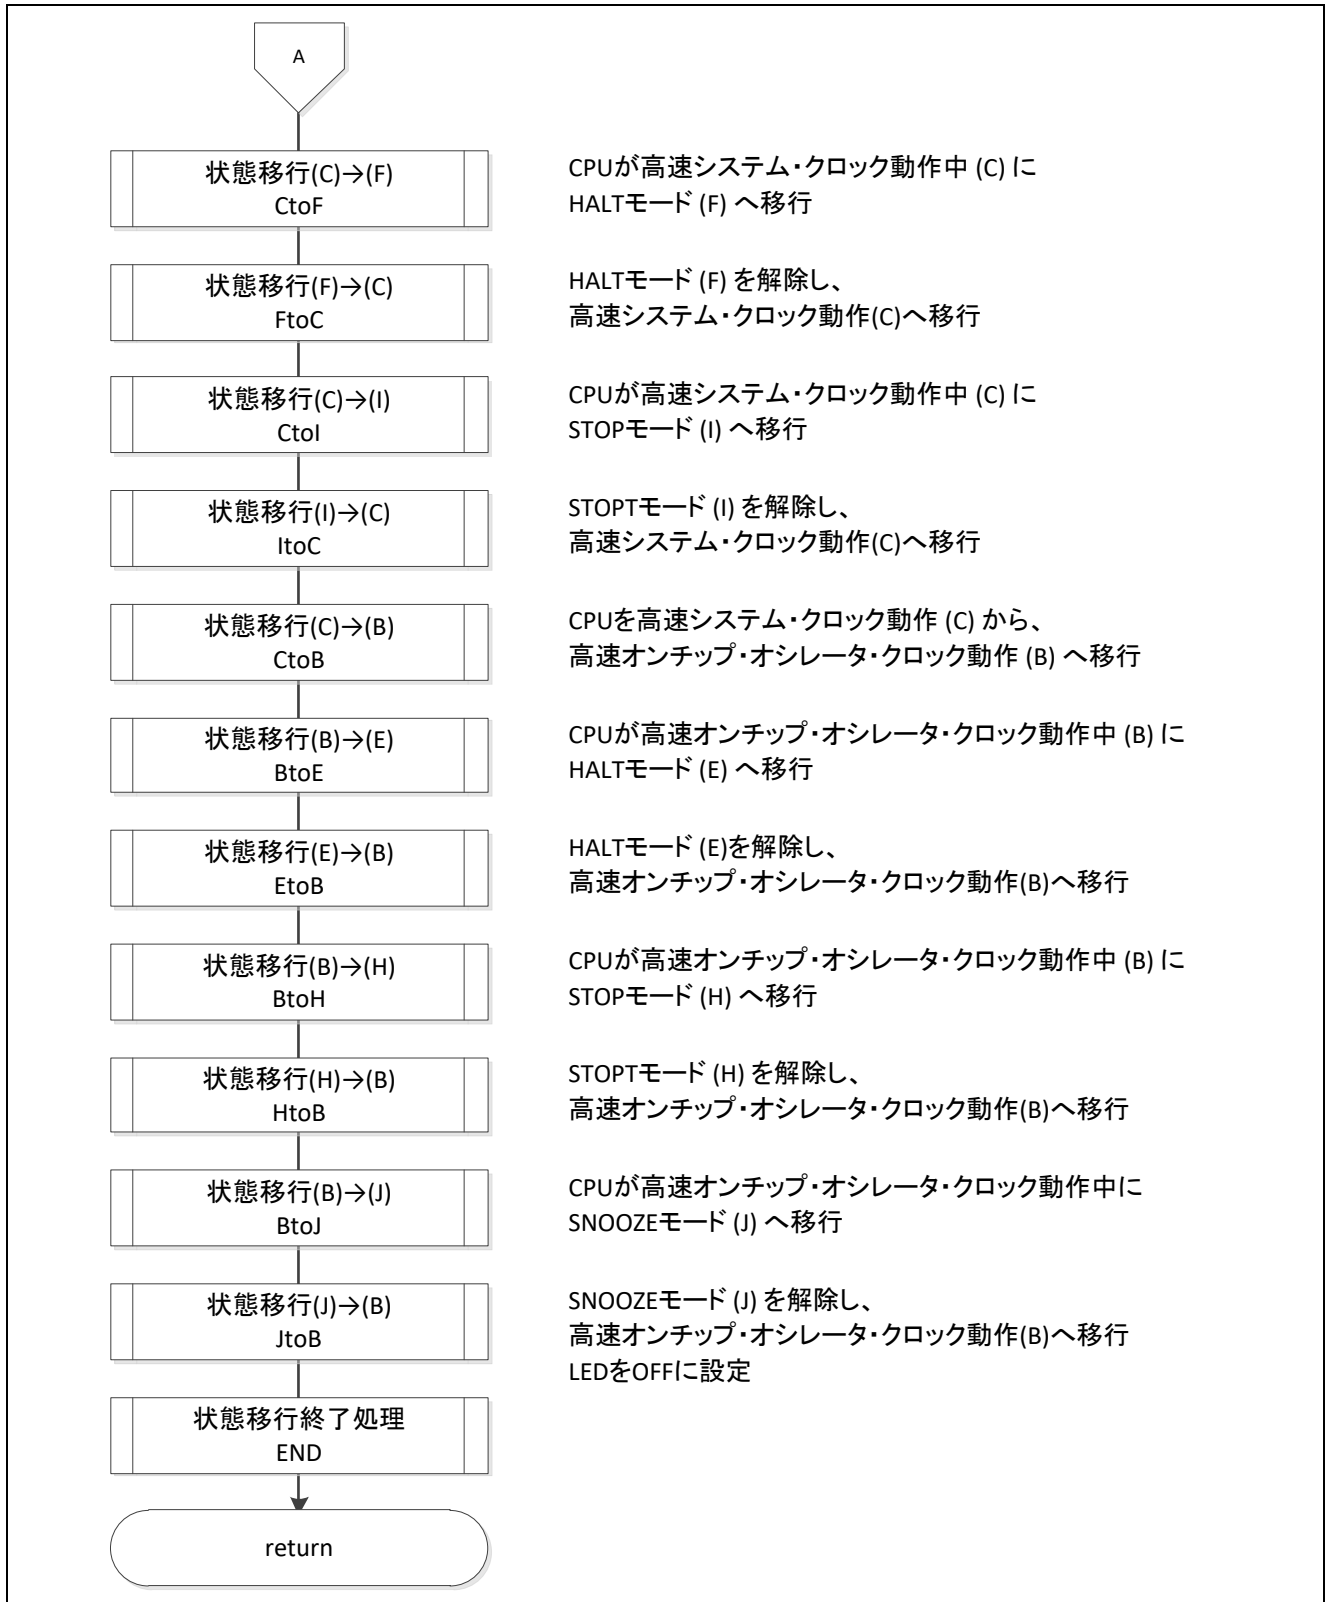 A
状態移行(C)→(F)
CtoF
CPUが高速システム・クロック動作中 (C) に
HALTモード (F) へ移行
状態移行(F)→(C)
FtoC
HALTモード (F) を解除し、
高速システム・クロック動作(C)へ移行
状態移行(C)→(I)
CtoI
CPUが高速システム・クロック動作中 (C) に
STOPモード (I) へ移行
状態移行(I)→(C)
ItoC
STOPTモード (I) を解除し、
高速システム・クロック動作(C)へ移行
状態移行(C)→(B)
CtoB
CPUを高速システム・クロック動作 (C) から、
高速オンチップ・オシレータ・クロック動作 (B) へ移行
状態移行(B)→(E)
BtoE
CPUが高速オンチップ・オシレータ・クロック動作中 (B) に
HALTモード (E) へ移行
状態移行(E)→(B)
EtoB
HALTモード (E)を解除し、
高速オンチップ・オシレータ・クロック動作(B)へ移行
状態移行(B)→(H)
BtoH
CPUが高速オンチップ・オシレータ・クロック動作中 (B) に
STOPモード (H) へ移行
状態移行(H)→(B)
HtoB
STOPTモード (H) を解除し、
高速オンチップ・オシレータ・クロック動作(B)へ移行
状態移行(B)→(J)
BtoJ
CPUが高速オンチップ・オシレータ・クロック動作中に
SNOOZEモード (J) へ移行
状態移行(J)→(B)
JtoB
SNOOZEモード (J) を解除し、
高速オンチップ・オシレータ・クロック動作(B)へ移行
LEDをOFFに設定
状態移行終了処理
END
return